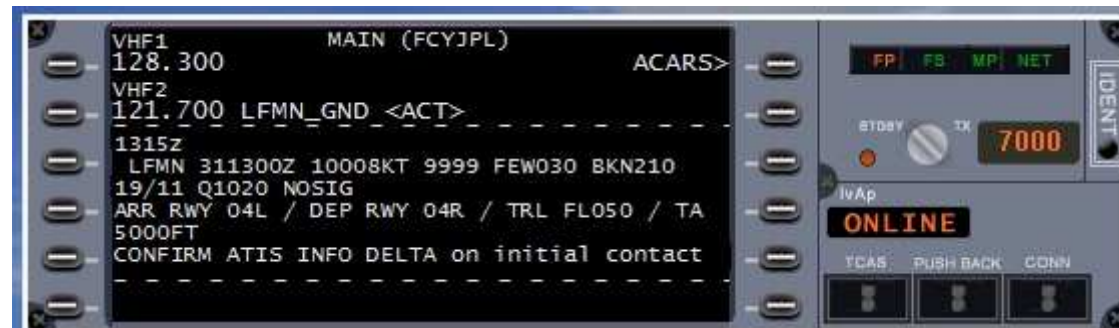 MAIN (FCYJPL)
VHF1
128.300 ACARS>
VHF2
121.700 LFMN_GND <ACT>
1315z
LFMN 311300Z 10008KT 9999 FEW030 BKN210
19/11 Q1020 NOSIG
ARR RWY 04L / DEP RWY 04R / TRL FL050 / TA
5000FT
CONFIRM ATIS INFO DELTA on initial contact
FP FS MP NET
IDENT
STDBY TX 7000
IvAp
ONLINE
TCAS PUSH BACK CONN